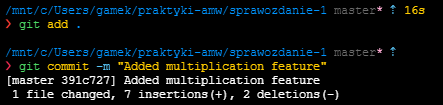 /mnt/c/Users/gamek/praktyki-amw/sprawozdanie-1 master* ⇡ 16s
❯ git add .
/mnt/c/Users/gamek/praktyki-amw/sprawozdanie-1 master* ⇡
❯ git commit -m "Added multiplication feature"
[master 391c727] Added multiplication feature
1 file changed, 7 insertions(+), 2 deletions(-)